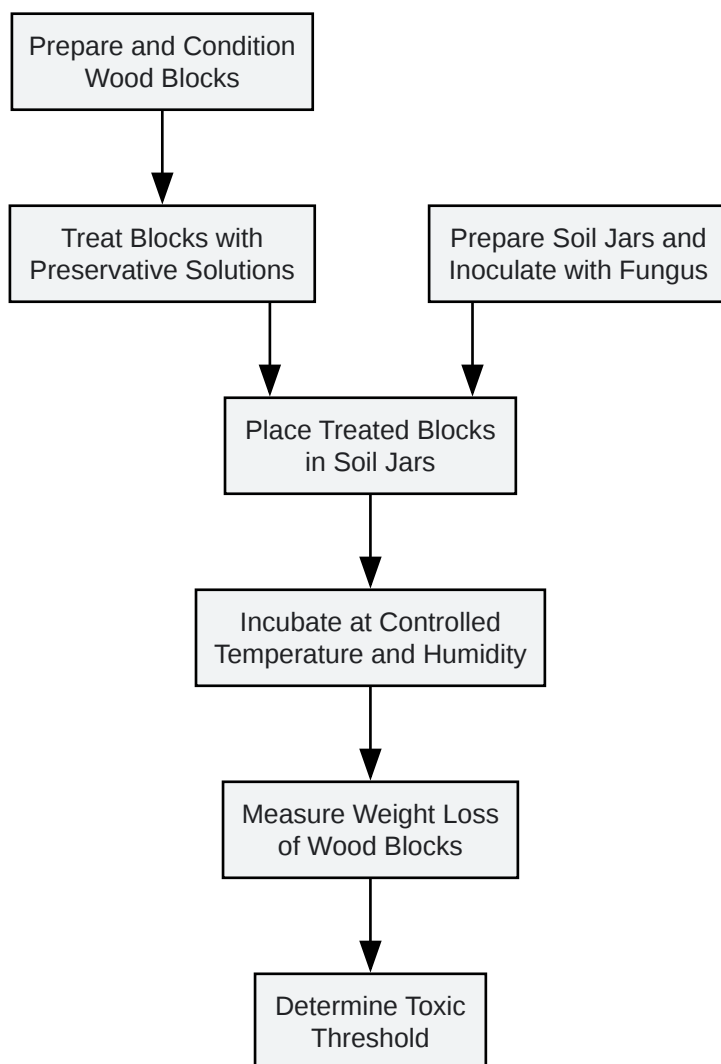 Prepare and Condition
Wood Blocks
Treat Blocks with
Preservative Solutions
Prepare Soil Jars and
Inoculate with Fungus
Place Treated Blocks
in Soil Jars
Incubate at Controlled
Temperature and Humidity
Measure Weight Loss
of Wood Blocks
Determine Toxic
Threshold